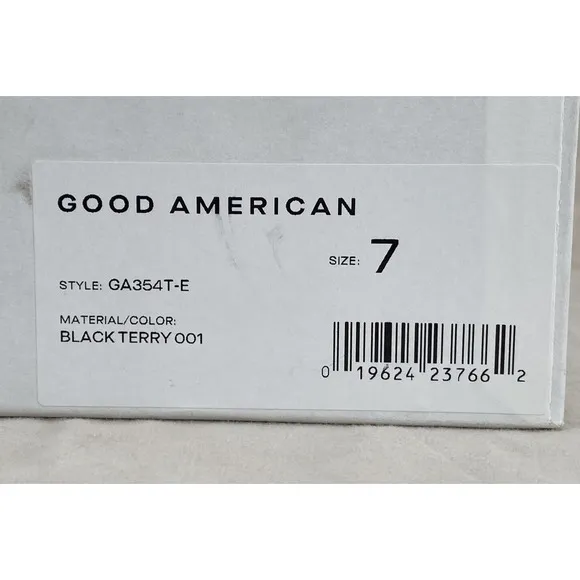 GOOD AMERICAN
SIZE: 7
STYLE: GA354T-E
MATERIAL/COLOR:
BLACK TERRY 001
0 19624 23766 2